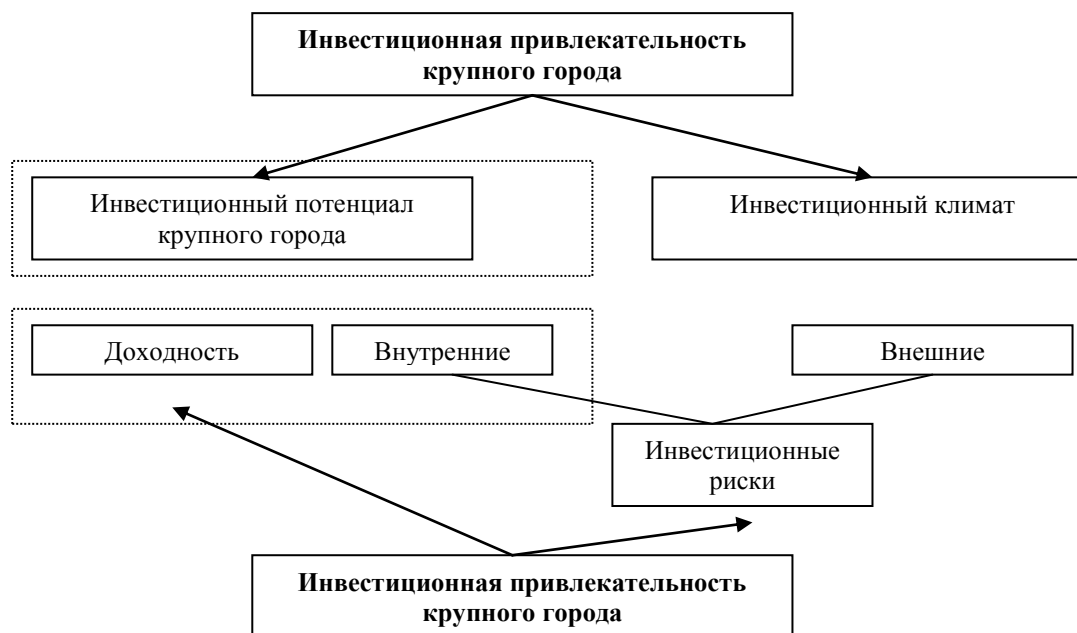 Инвестиционная привлекательность
крупного города
Инвестиционный потенциал
крупного города
Инвестиционный климат
Доходность
Внутренние
Внешние
Инвестиционные
риски
Инвестиционная привлекательность
крупного города